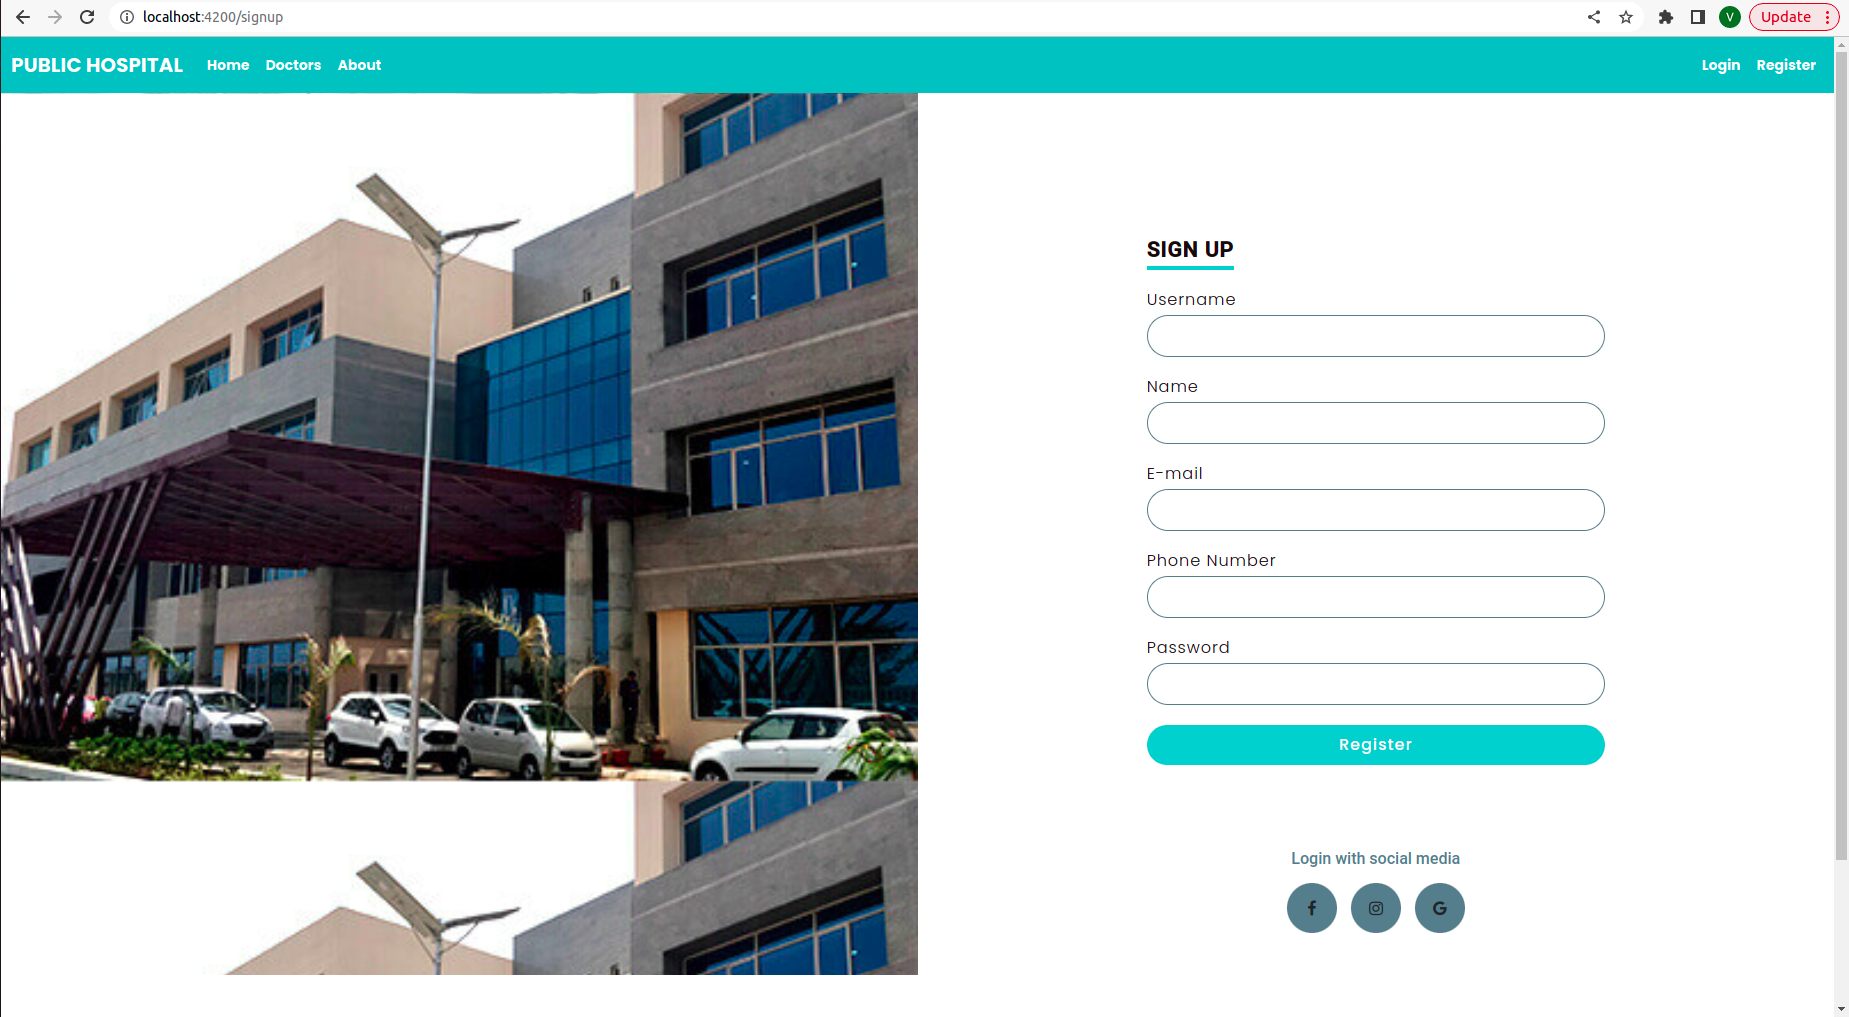 localhost:4200/signup
V
Update
PUBLIC HOSPITAL
Home
Doctors
About
Login
Register
SIGN UP
Username
Name
E-mail
Phone Number
Password
Register
Login with social media